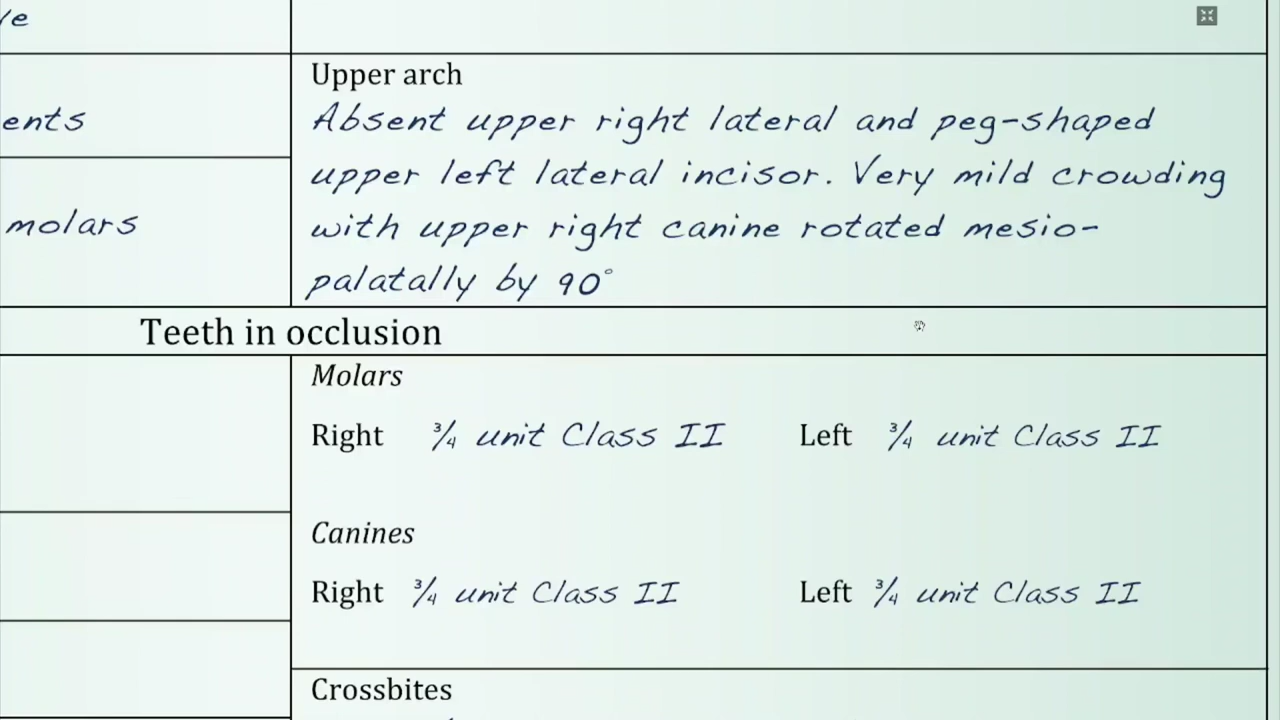 Upper arch
ents
Absent upper right lateral and peg-shaped
upper left lateral incisor. Very mild crowding
molars
with upper right canine rotated mesio-
palatally by 90°
Teeth in occlusion
Molars
Right ¾ unit Class II Left ¾ unit Class II
Canines
Right ¾ unit Class II Left ¾ unit Class II
Crossbites